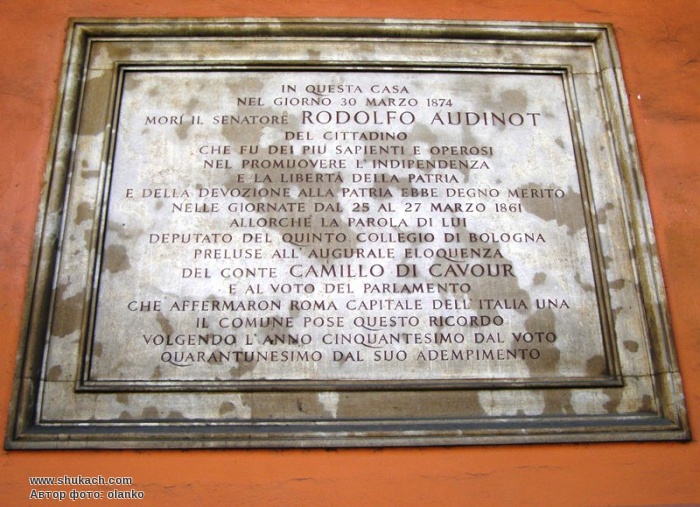 IN QUESTA CASA
NEL GIORNO 30 MARZO 1874
MORÌ IL SENATORE RODOLFO AUDINOT
DEL CITTADINO
CHE FU DEI PIÙ SAPIENTI E OPEROSI
NEL PROMUOVERE L'INDIPENDENZA
E LA LIBERTÀ DELLA PATRIA
E DELLA DEVOZIONE ALLA PATRIA EBBE DEGNO MERITO
NELLE GIORNATE DAL 25 AL 27 MARZO 1861
ALLORCHÈ LA PAROLA DI LUI
DEPUTATO DEL QUINTO COLLEGIO DI BOLOGNA
PRELUSE ALL'AUGURALE ELOQUENZA
DEL CONTE CAMILLO DI CAVOUR
E AL VOTO DEL PARLAMENTO
CHE AFFERMARON ROMA CAPITALE DELL'ITALIA UNA
IL COMUNE POSE QUESTO RICORDO
VOLGENDO L'ANNO CINQUANTESIMO DAL VOTO
QUARANTUNESIMO DAL SUO ADEMPIMENTO
www.shukach.com
Автор фото: olanko